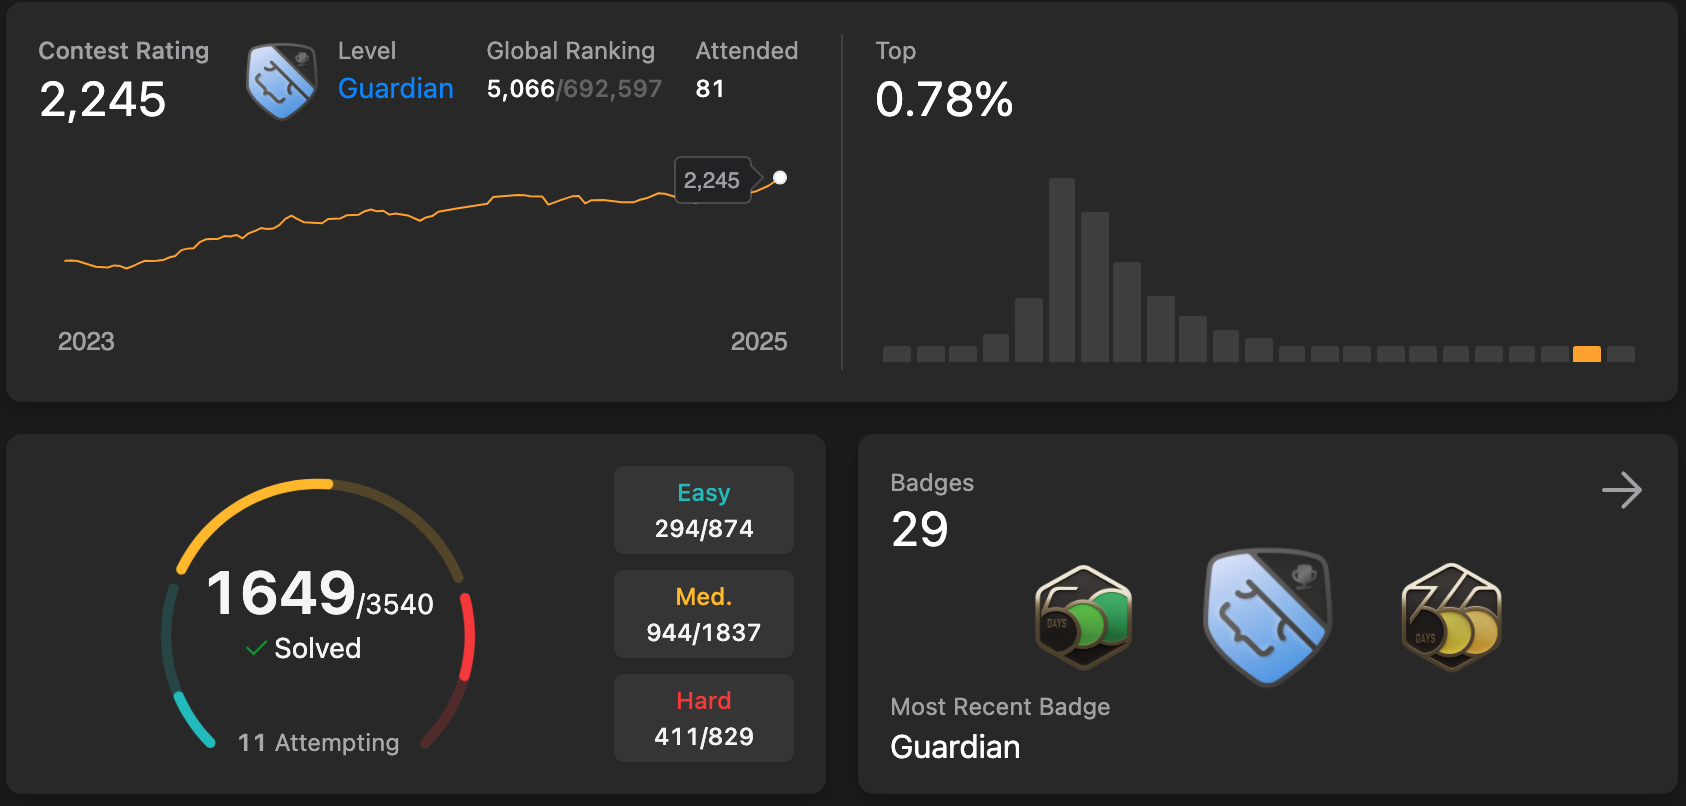 Contest Rating
2,245
Level
Guardian
Global Ranking
5,066/692,597
Attended
81
2,245
2023
2025
Top
0.78%
1649/3540
Solved
11 Attempting
Easy
294/874
Med.
944/1837
Hard
411/829
Badges
29
DAYS
DAYS
Most Recent Badge
Guardian